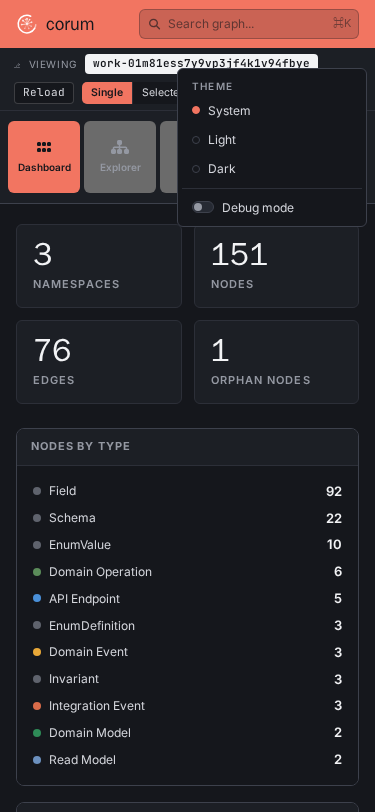 corum
Search graph... ⌘K
VIEWING work-01m81ess7y9vp3jf4k1v94fbye
Reload Single
THEME
System
Light
Dark
Debug mode
Dashboard Explorer
3
NAMESPACES
151
NODES
76
EDGES
1
ORPHAN NODES
NODES BY TYPE
Field 92
Schema 22
EnumValue 10
Domain Operation 6
API Endpoint 5
EnumDefinition 3
Domain Event 3
Invariant 3
Integration Event 3
Domain Model 2
Read Model 2